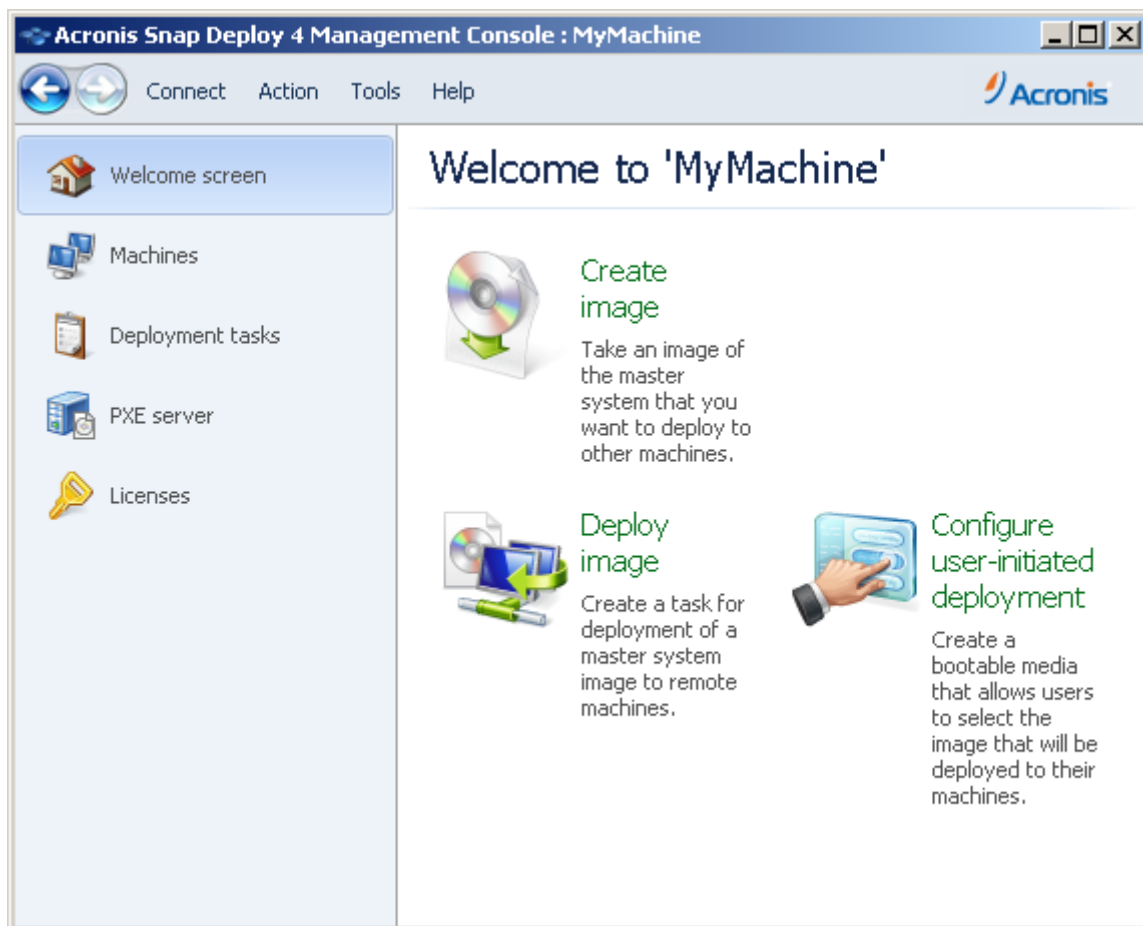 Acronis Snap Deploy 4 Management Console : MyMachine
Connect Action Tools Help
Acronis
Welcome screen
Machines
Deployment tasks
PXE server
Licenses
Welcome to 'MyMachine'
Create
image
Take an image of
the master
system that you
want to deploy to
other machines.
Deploy
image
Create a task for
deployment of a
master system
image to remote
machines.
Configure
user-initiated
deployment
Create a
bootable media
that allows users
to select the
image that will be
deployed to their
machines.